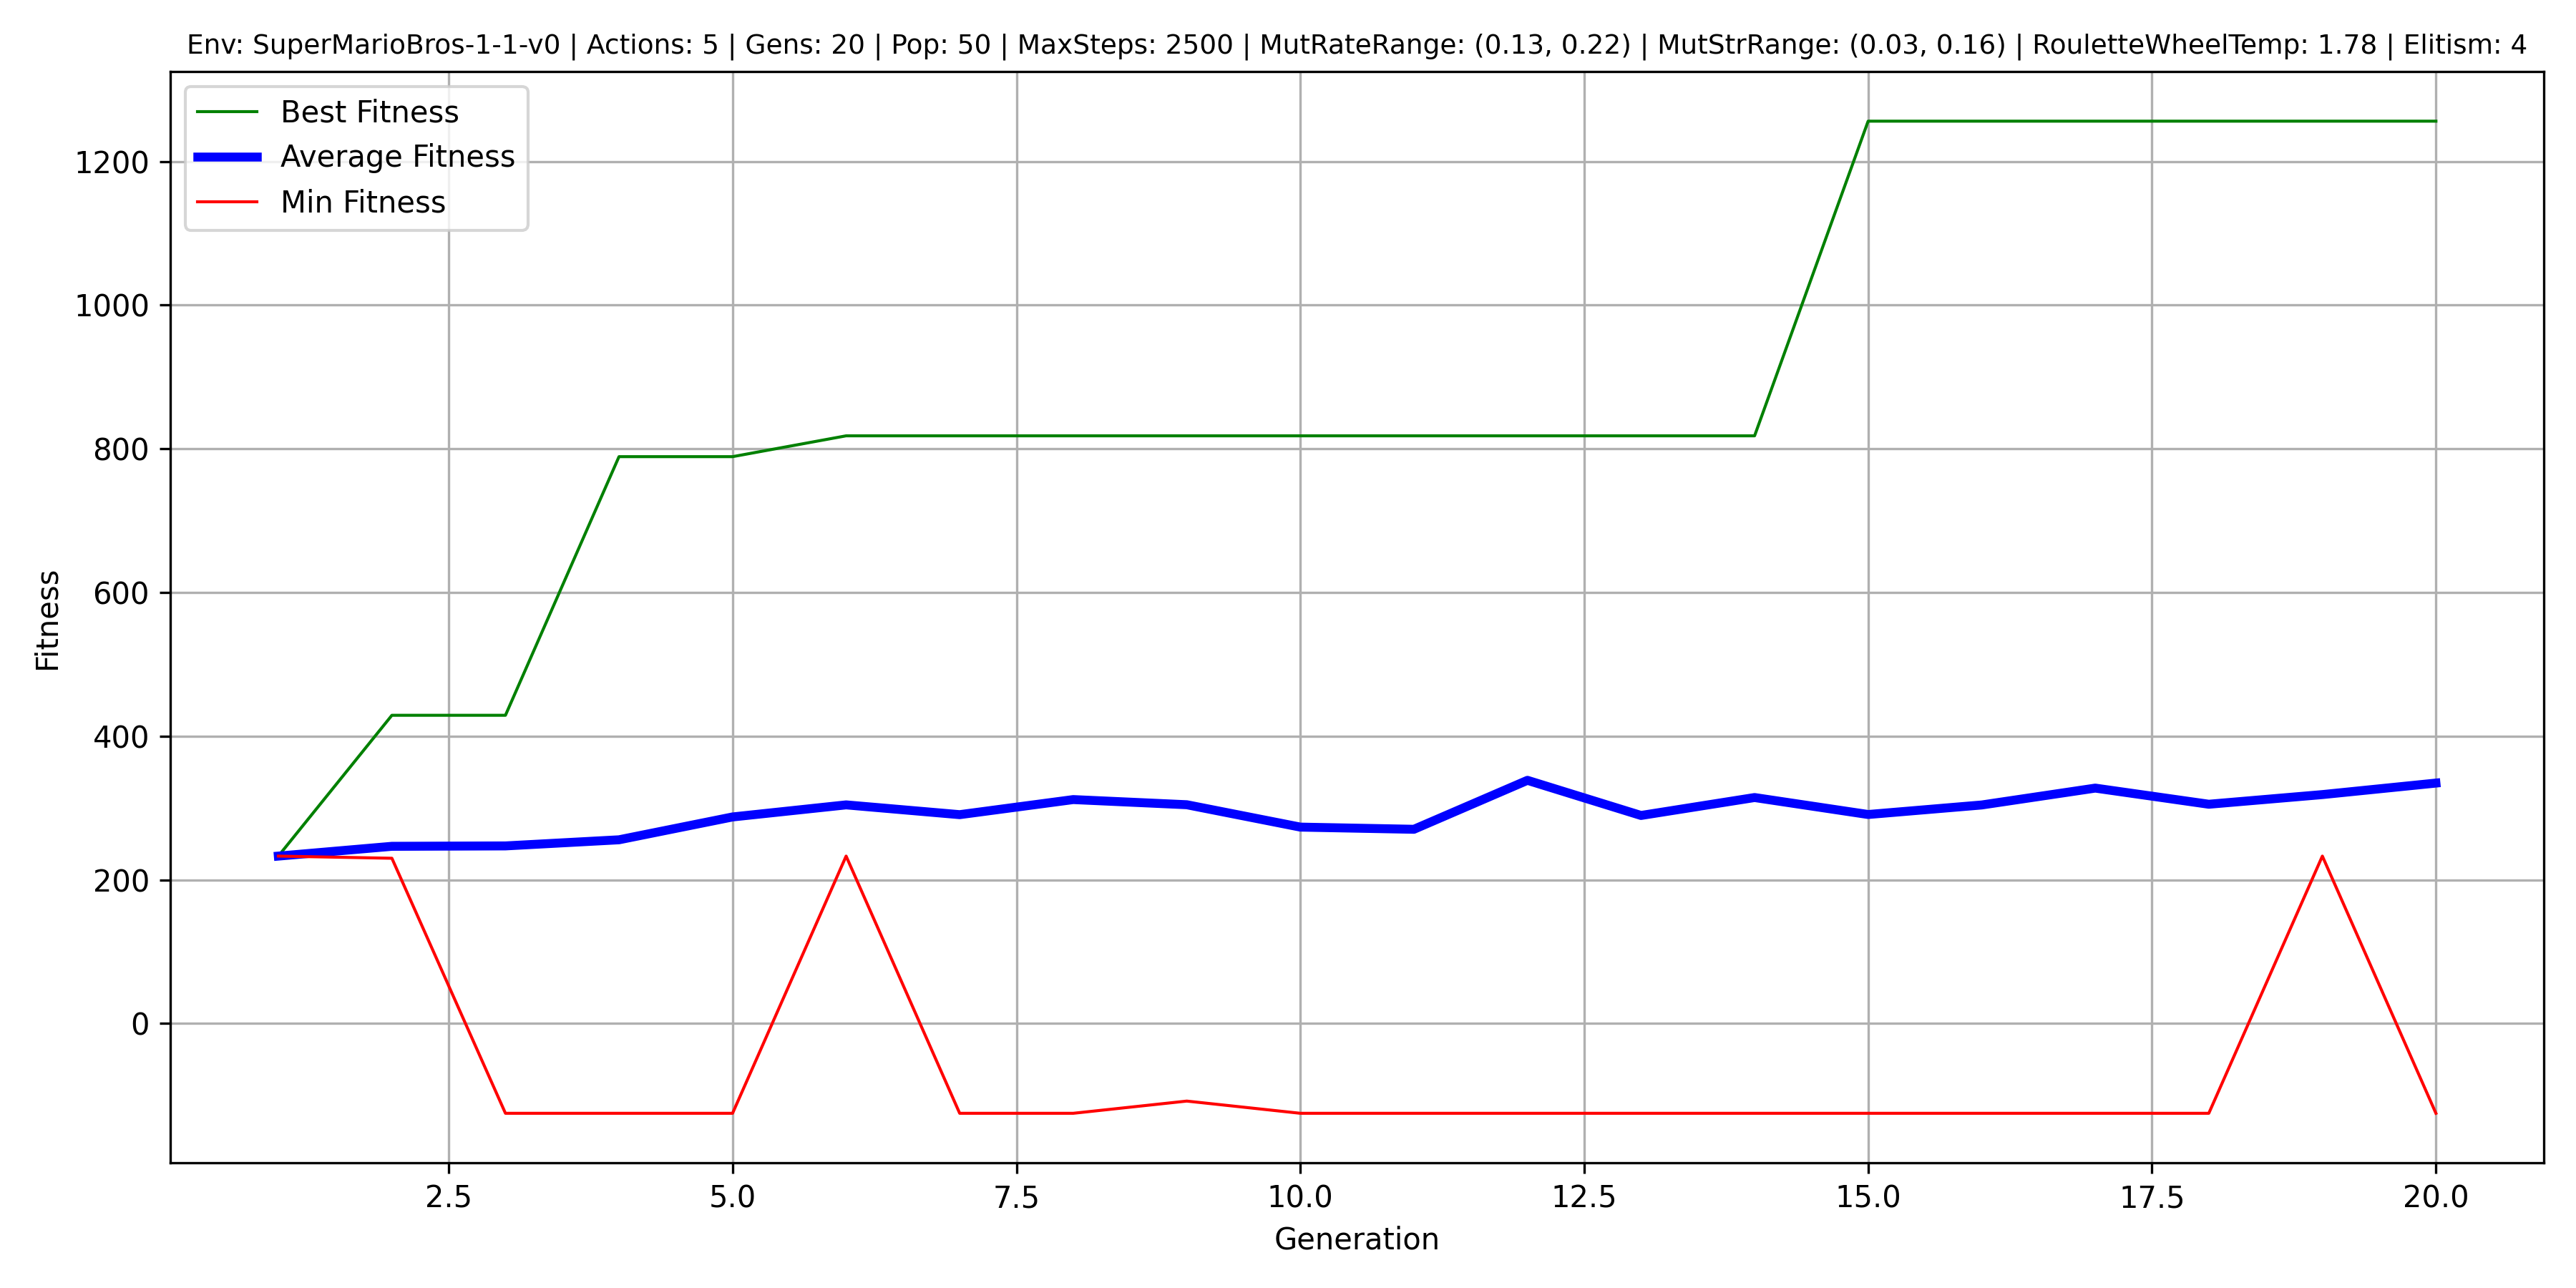 Env: SuperMarioBros-1-1-v0 | Actions: 5 | Gens: 20 | Pop: 50 | MaxSteps: 2500 | MutRateRange: (0.13, 0.22) | MutStrRange: (0.03, 0.16) | RouletteWheelTemp: 1.78 | Elitism: 4
Best Fitness
Average Fitness
Min Fitness
1200
1000
800
600
400
200
0
Fitness
2.5 5.0 7.5 10.0 12.5 15.0 17.5 20.0
Generation